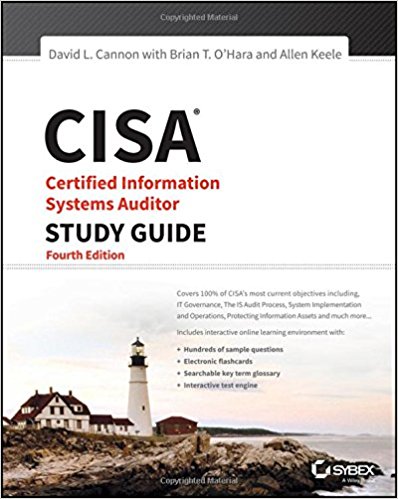 Copyrighted Material
David L. Cannon with Brian T. O'Hara and Allen Keele
CISA®
Certified Information
Systems Auditor
STUDY GUIDE
Fourth Edition
Covers 100% of CISA's most current objectives including,
IT Governance, The IS Audit Process, System Implementation
and Operations, Protecting Information Assets and much more...
Includes interactive online learning environment with:
+ Hundreds of sample questions
+ Electronic flashcards
+ Searchable key term glossary
+ Interactive test engine
SYBEX
A Wiley Brand
Copyrighted Material